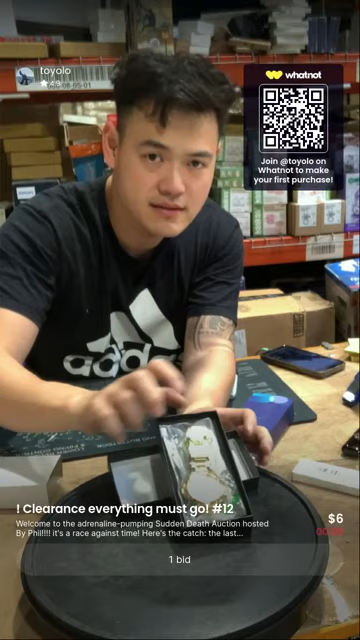 toyolo
whatnot
Join @toyolo on
Whatnot to make
your first purchase!
adidas
! Clearance everything must go! #12
Welcome to the adrenaline-pumping Sudden Death Auction hosted
By Phil!!!! it's a race against time! Here's the catch: the last...
$6
1 bid